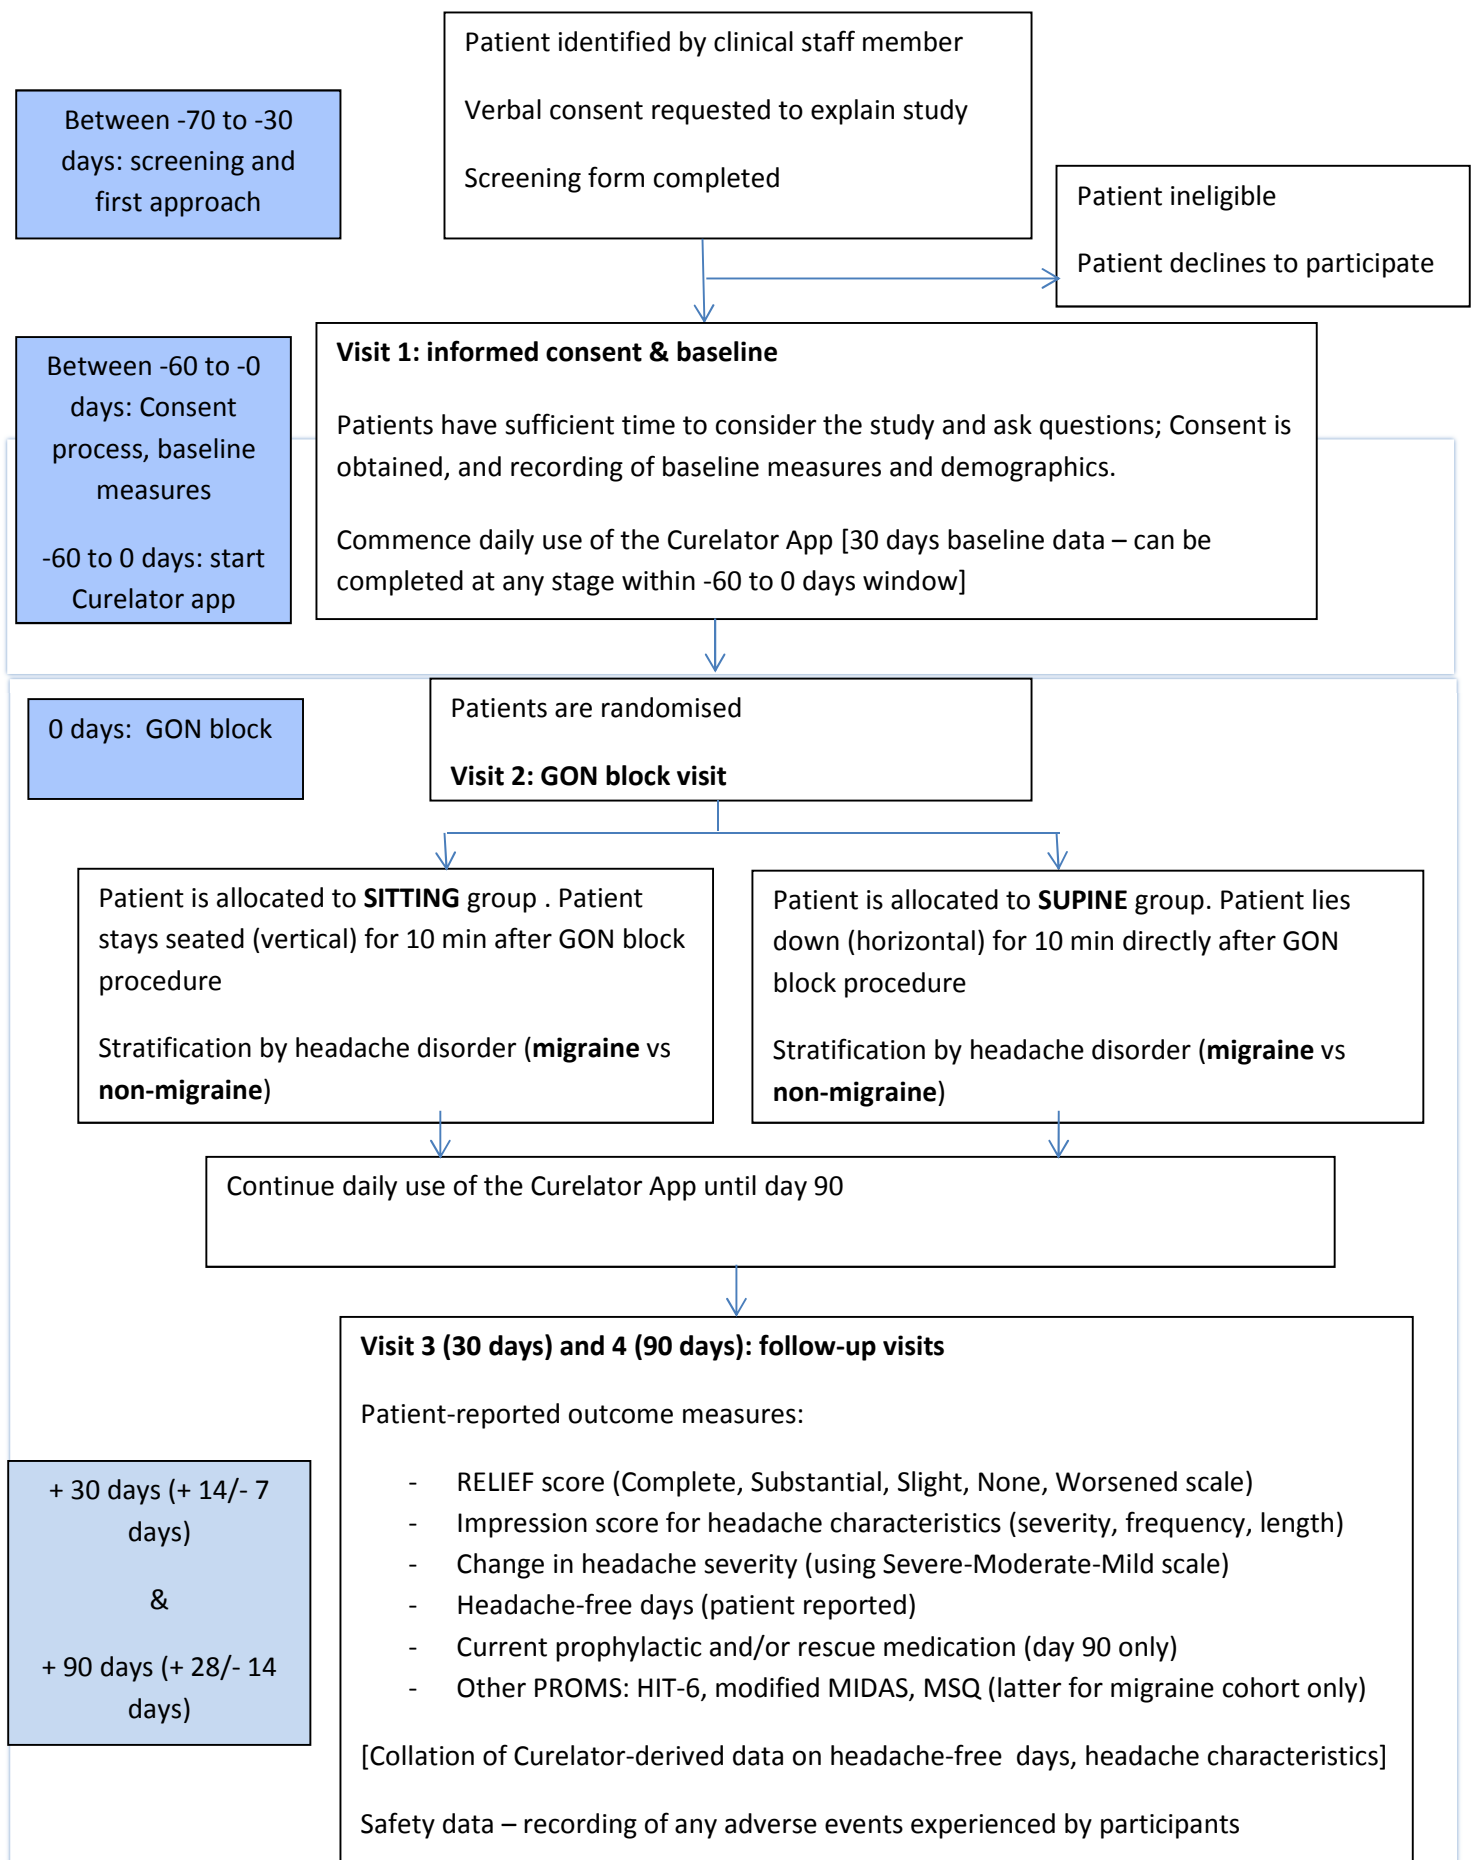 Patient identified by clinical staff member
Verbal consent requested to explain study
Screening form completed
Between -70 to -30
days: screening and
first approach
Patient ineligible
Patient declines to participate
Between -60 to -0
days: Consent
process, baseline
measures
-60 to 0 days: start
Curelator app
Visit 1: informed consent & baseline
Patients have sufficient time to consider the study and ask questions; Consent is
obtained, and recording of baseline measures and demographics.
Commence daily use of the Curelator App [30 days baseline data – can be
completed at any stage within -60 to 0 days window]
0 days:  GON block
Patients are randomised
Visit 2: GON block visit
Patient is allocated to SITTING group . Patient
stays seated (vertical) for 10 min after GON block
procedure
Stratification by headache disorder (migraine vs
non-migraine)
Patient is allocated to SUPINE group. Patient lies
down (horizontal) for 10 min directly after GON
block procedure
Stratification by headache disorder (migraine vs
non-migraine)
Continue daily use of the Curelator App until day 90
+ 30 days (+ 14/- 7
days)
&
+ 90 days (+ 28/- 14
days)
Visit 3 (30 days) and 4 (90 days): follow-up visits
Patient-reported outcome measures:
- RELIEF score (Complete, Substantial, Slight, None, Worsened scale)
- Impression score for headache characteristics (severity, frequency, length)
- Change in headache severity (using Severe-Moderate-Mild scale)
- Headache-free days (patient reported)
- Current prophylactic and/or rescue medication (day 90 only)
- Other PROMS: HIT-6, modified MIDAS, MSQ (latter for migraine cohort only)
[Collation of Curelator-derived data on headache-free  days, headache characteristics]
Safety data – recording of any adverse events experienced by participants